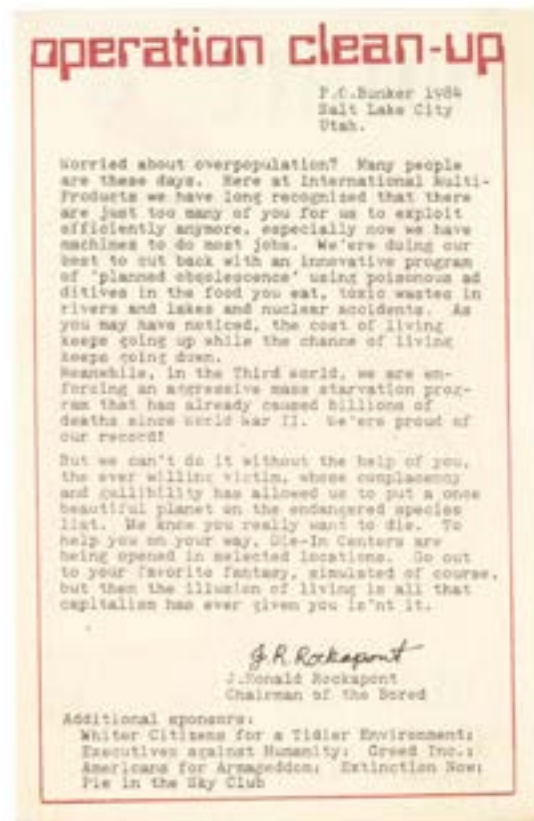 operation clean-up
P.O.Bunker 1984
Salt Lake City
Utah.
Worried about overpopulation? Many people
are these days. Here at International Multi-
Products we have long recognized that there
are just too many of you for us to exploit
efficiently anymore, especially now we have
machines to do most jobs. We'ere doing our
best to cut back with an innovative program
of 'planned obsolescence' using poisonous ad
ditives in the food you eat, toxic wastes in
rivers and lakes and nuclear accidents. As
you may have noticed, the cost of living
keeps going up while the chance of living
keeps going down.
Meanwhile, in the Third world, we are en-
forcing an aggressive mass starvation prog-
ram that has already caused billions of
deaths since World War II. We'ere proud of
our record!
But we can't do it without the help of you,
the ever willing victim, whose complacency
and gullibility has allowed us to put a once
beautiful planet on the endangered species
list. We know you really want to die. To
help you on your way, Die-In Centers are
being opened in selected locations. Go out
to your favorite fantasy, simulated of course,
but then the illusion of living is all that
capitalism has ever given you is'nt it.
J.R. Rockapont
J.Ronald Rockapont
Chairman of the Bored
Additional sponsors:
Whiter Citizens for a Tidier Environment;
Executives against Humanity; Greed Inc.;
Americans for Armageddon; Extinction Now;
Pie in the Sky Club